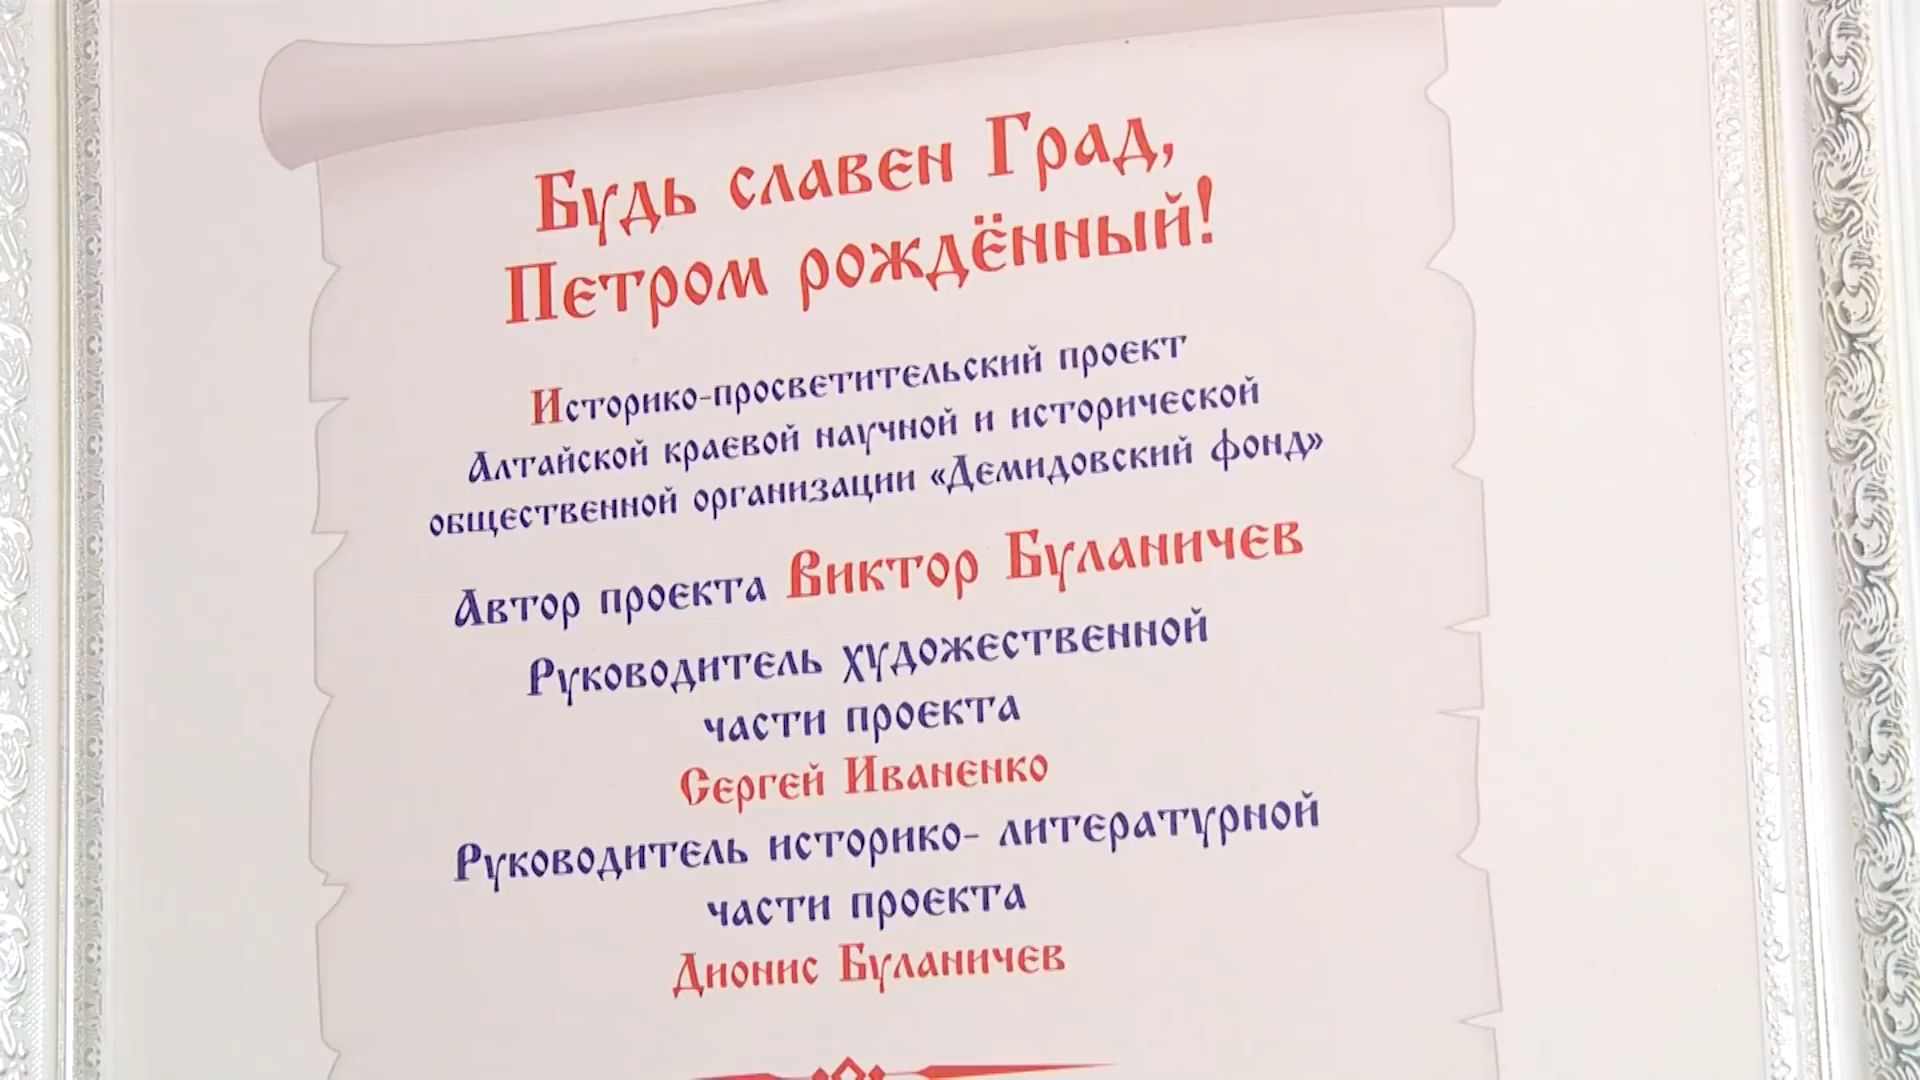 Будь славен Град,
Петром рождённый!
Историко-просветительский проект
Алтайской краевой научной и исторической
общественной организации «Демидовский фонд»
Автор проекта Виктор Буланичев
Руководитель художественной
части проекта
Сергей Иваненко
Руководитель историко- литературной
части проекта
Дионис Буланичев